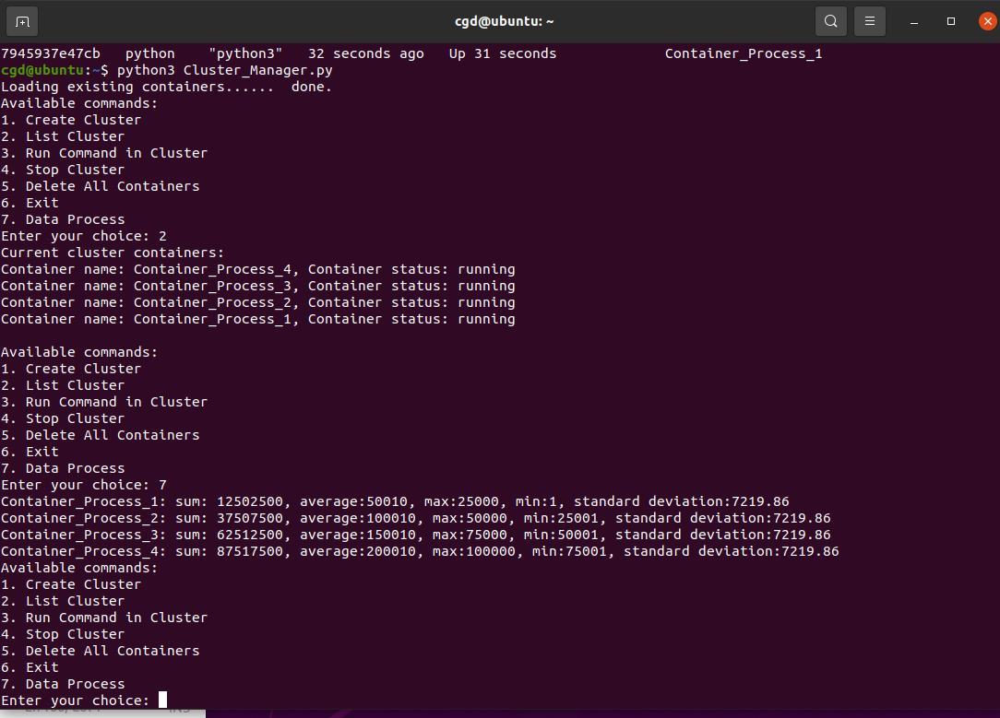 cgd@ubuntu: ~
7945937e47cb python "python3" 32 seconds ago Up 31 seconds Container_Process_1
cgd@ubuntu:~$ python3 Cluster_Manager.py
Loading existing containers...... done.
Available commands:
1. Create Cluster
2. List Cluster
3. Run Command in Cluster
4. Stop Cluster
5. Delete All Containers
6. Exit
7. Data Process
Enter your choice: 2
Current cluster containers:
Container name: Container_Process_4, Container status: running
Container name: Container_Process_3, Container status: running
Container name: Container_Process_2, Container status: running
Container name: Container_Process_1, Container status: running
Available commands:
1. Create Cluster
2. List Cluster
3. Run Command in Cluster
4. Stop Cluster
5. Delete All Containers
6. Exit
7. Data Process
Enter your choice: 7
Container_Process_1: sum: 12502500, average:50010, max:25000, min:1, standard deviation:7219.86
Container_Process_2: sum: 37507500, average:100010, max:50000, min:25001, standard deviation:7219.86
Container_Process_3: sum: 62512500, average:150010, max:75000, min:50001, standard deviation:7219.86
Container_Process_4: sum: 87517500, average:200010, max:100000, min:75001, standard deviation:7219.86
Available commands:
1. Create Cluster
2. List Cluster
3. Run Command in Cluster
4. Stop Cluster
5. Delete All Containers
6. Exit
7. Data Process
Enter your choice: